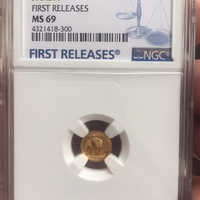 FIRST RELEASES
MS 69
4321418-300
FIRST RELEASES®
NGC